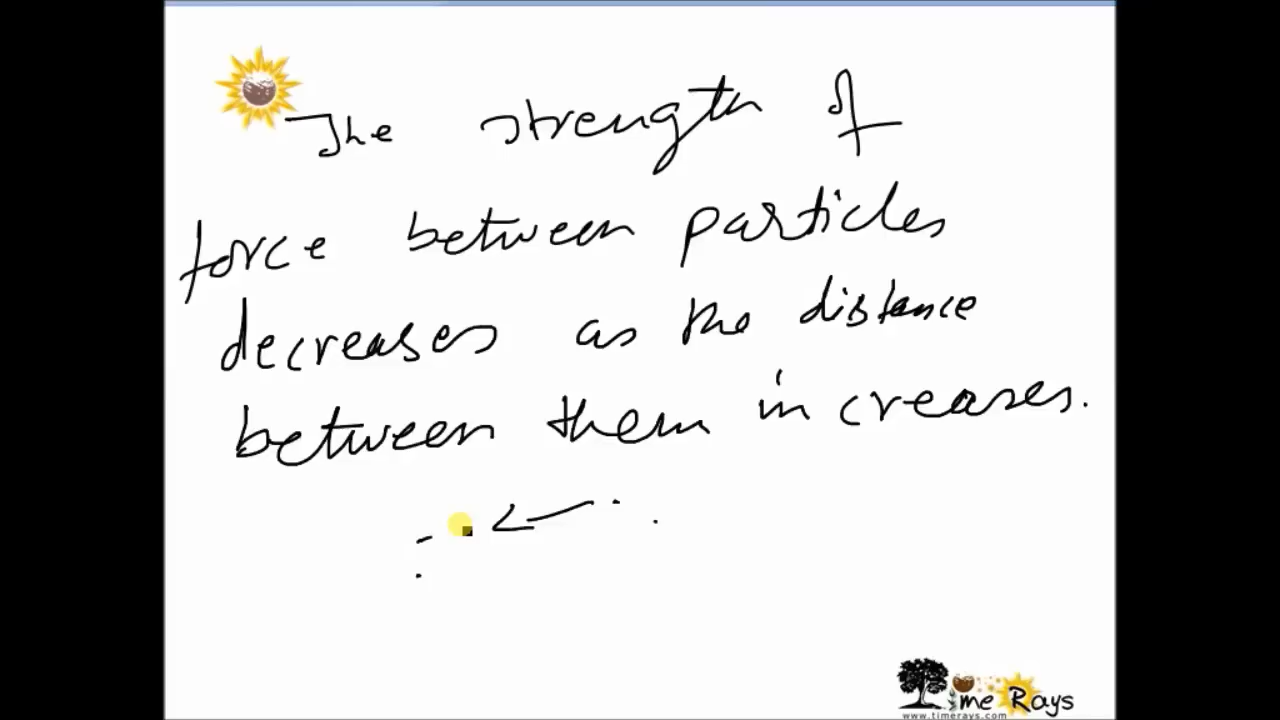 The strength of
force between particles
decreases as the distance
between them increases.
Time Rays
www.timerays.com